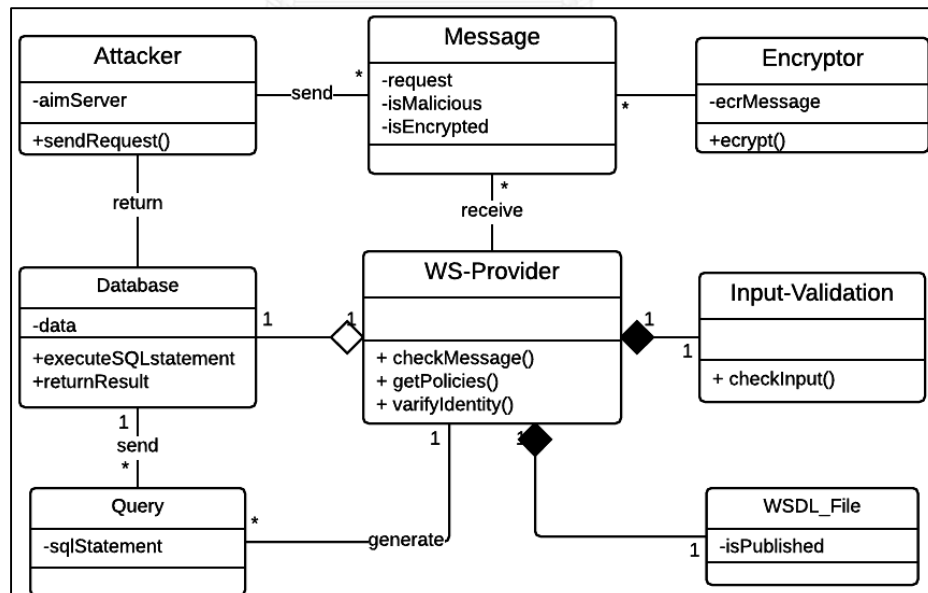 Attacker
-aimServer
+sendRequest()
send
*
Message
-request
-isMalicious
-isEncrypted
*
Encryptor
-ecrMessage
+ecrypt()
return
*
receive
Database
-data
+executeSQLstatement
+returnResult
1
1
WS-Provider
+ checkMessage()
+ getPolicies()
+ varifyIdentity()
1
1
Input-Validation
+ checkInput()
1
send
*
1
1
Query
-sqlStatement
*
generate
WSDL_File
-isPublished
1